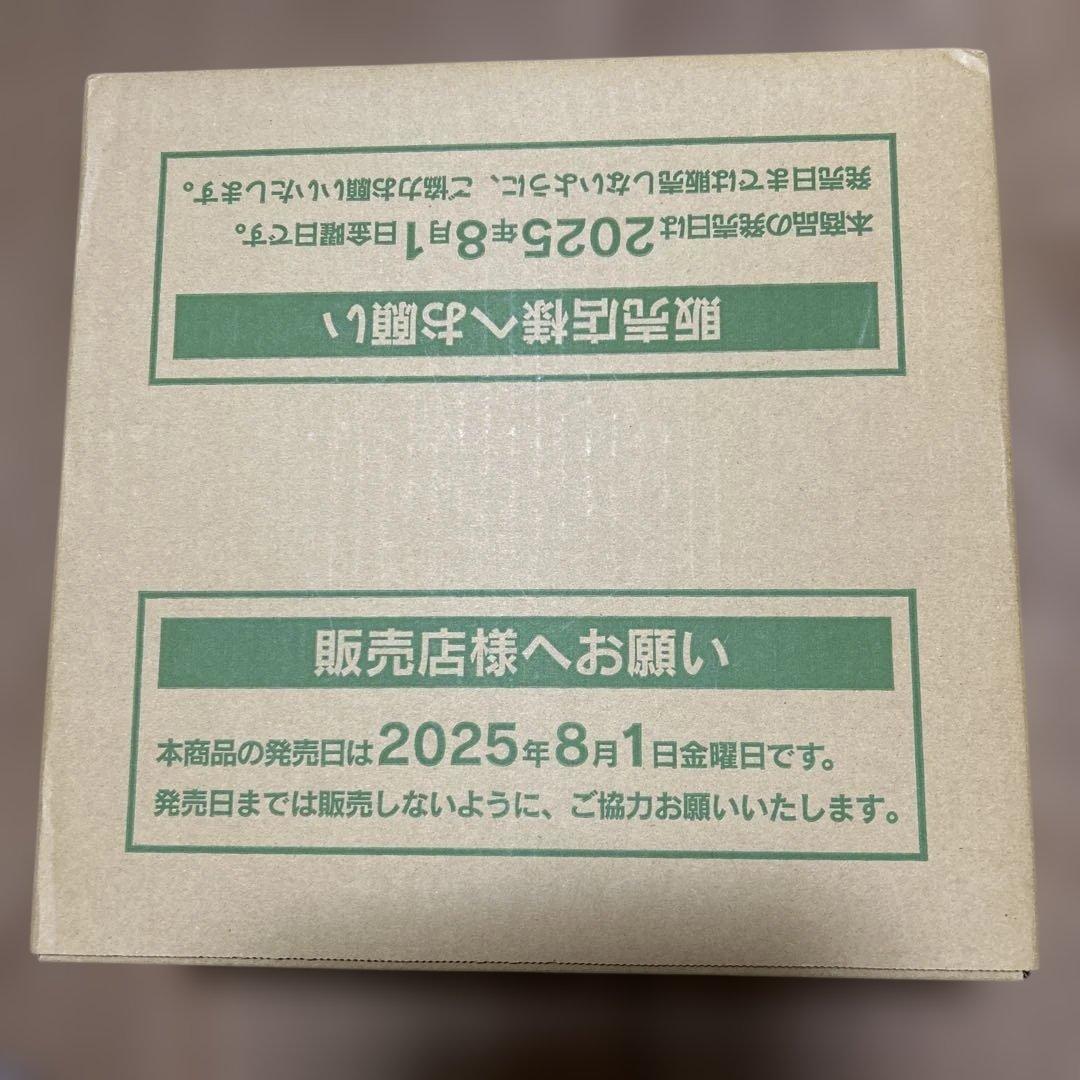 発売日までは販売しないように、ご協力お願いいたします。
本商品の発売日は2025年8月1日金曜日です。
販売店様へお願い
販売店様へお願い
本商品の発売日は2025年8月1日金曜日です。
発売日までは販売しないように、ご協力お願いいたします。